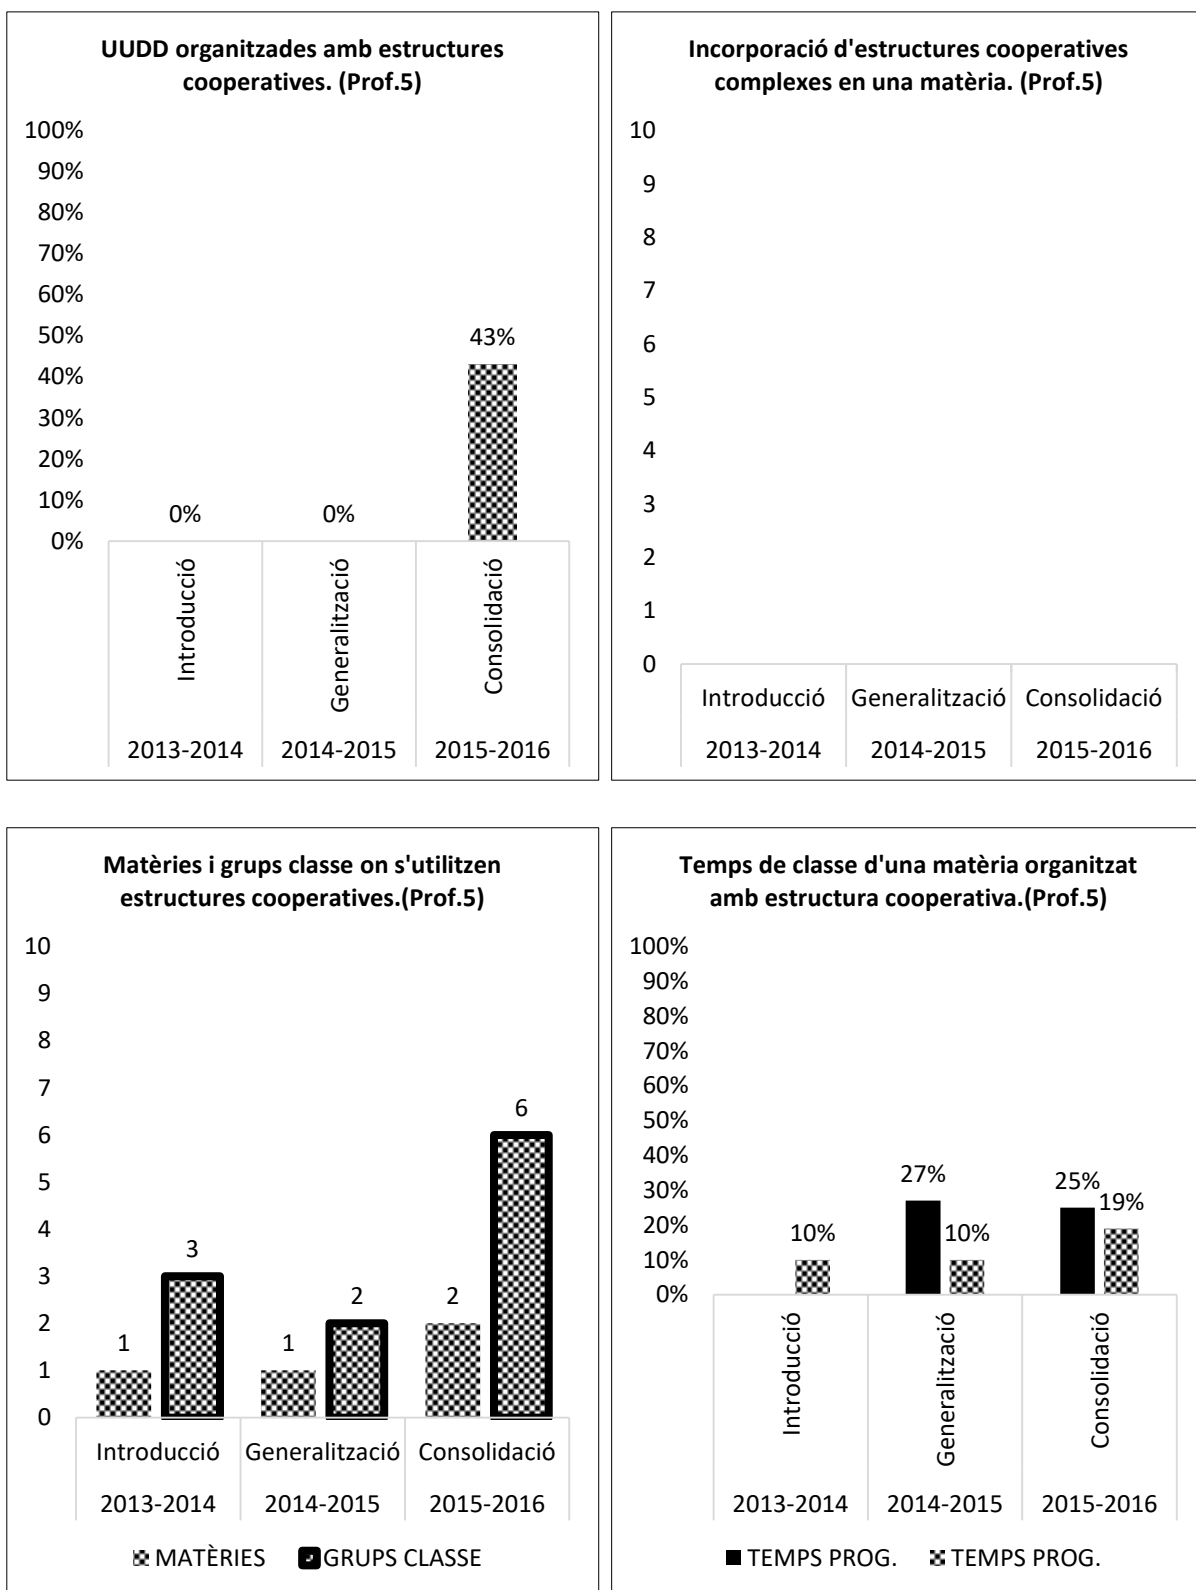 UUDD organitzades amb estructures
cooperatives. (Prof.5)
100%
90%
80%
70%
60%
50%
40%
30%
20%
10%
0%
0%
0%
43%
Introducció
Generalització
Consolidació
2013-2014
2014-2015
2015-2016
Incorporació d'estructures cooperatives
complexes en una matèria. (Prof.5)
10
9
8
7
6
5
4
3
2
1
0
Introducció
Generalització
Consolidació
2013-2014
2014-2015
2015-2016
Matèries i grups classe on s'utilitzen
estructures cooperatives.(Prof.5)
10
9
8
7
6
5
4
3
2
1
0
1
3
1
2
2
6
Introducció
Generalització
Consolidació
2013-2014
2014-2015
2015-2016
MATÈRIES
GRUPS CLASSE
Temps de classe d'una matèria organitzat
amb estructura cooperativa.(Prof.5)
100%
90%
80%
70%
60%
50%
40%
30%
20%
10%
0%
10%
27%
10%
25%
19%
Introducció
Generalització
Consolidació
2013-2014
2014-2015
2015-2016
TEMPS PROG.
TEMPS PROG.